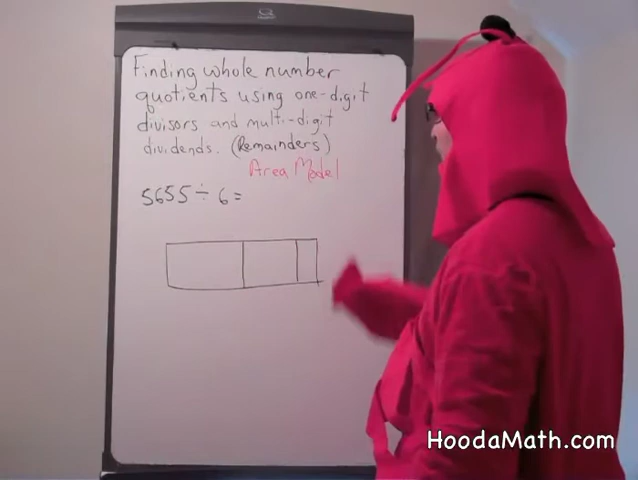 Finding whole number
quotients using one-digit
divisors and multi-digit
dividends. (Remainders)
Area Model
5655 ÷ 6 =
HoodaMath.com